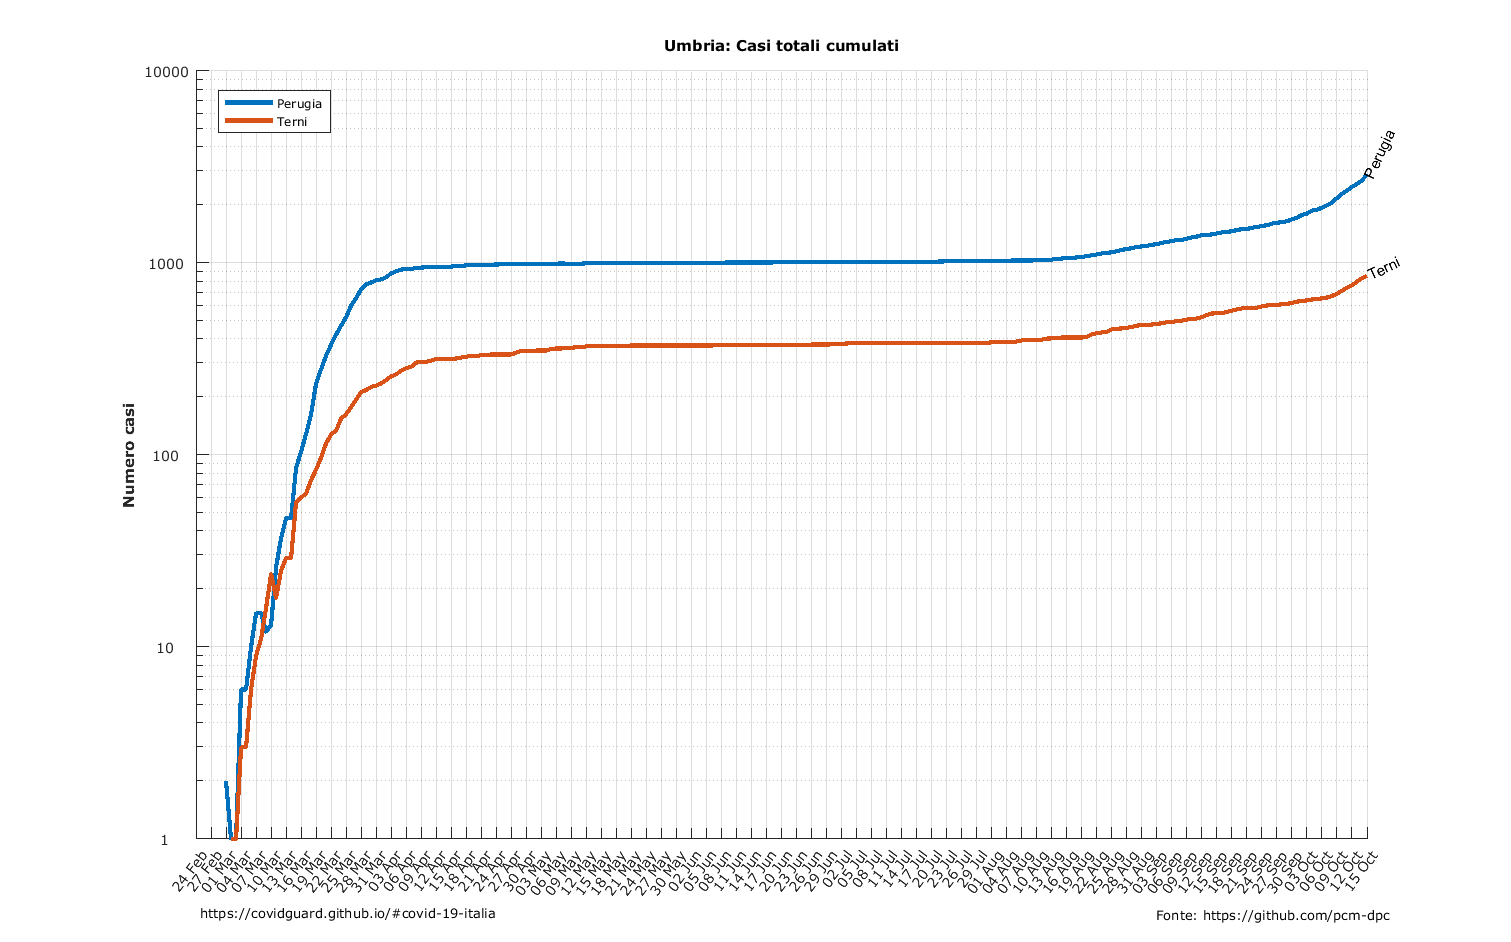 Umbria: Casi totali cumulati
10000
1000
100
10
1
Numero casi
Perugia
Terni
Perugia
Terni
24 Feb
27 Feb
01 Mar
04 Mar
07 Mar
10 Mar
13 Mar
16 Mar
19 Mar
22 Mar
25 Mar
28 Mar
31 Mar
03 Apr
06 Apr
09 Apr
12 Apr
15 Apr
18 Apr
21 Apr
24 Apr
27 Apr
30 Apr
03 May
06 May
09 May
12 May
15 May
18 May
21 May
24 May
27 May
30 May
02 Jun
05 Jun
08 Jun
11 Jun
14 Jun
17 Jun
20 Jun
23 Jun
26 Jun
29 Jun
02 Jul
05 Jul
08 Jul
11 Jul
14 Jul
17 Jul
20 Jul
23 Jul
26 Jul
29 Jul
01 Aug
04 Aug
07 Aug
10 Aug
13 Aug
16 Aug
19 Aug
22 Aug
25 Aug
28 Aug
31 Aug
03 Sep
06 Sep
09 Sep
12 Sep
15 Sep
18 Sep
21 Sep
24 Sep
27 Sep
30 Sep
03 Oct
06 Oct
09 Oct
12 Oct
15 Oct
https://covidguard.github.io/#covid-19-italia
Fonte: https://github.com/pcm-dpc